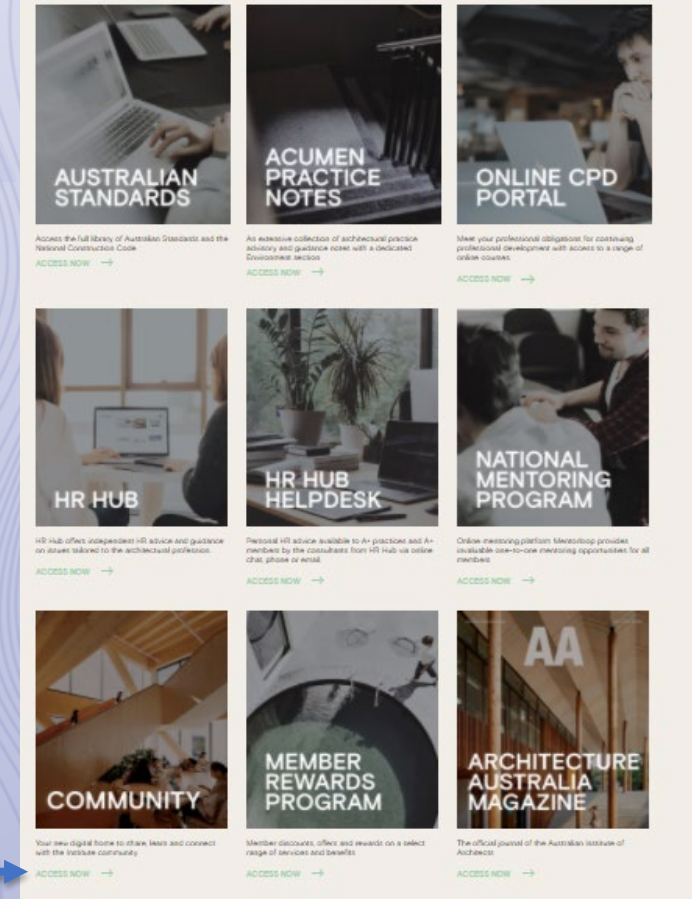 AUSTRALIAN
STANDARDS
Access the full library of Australian Standards and the
National Construction Code
ACCESS NOW
ACUMEN
PRACTICE
NOTES
An extensive collection of architectural practice
advisory and guidance notes with a dedicated
Environment section
ACCESS NOW
ONLINE CPD
PORTAL
Meet your professional obligations for continuing
professional development with access to a range of
online courses.
ACCESS NOW
HR HUB
HR Hub offers independent HR advice and guidance
on issues tailored to the architectural profession.
ACCESS NOW
HR HUB
HELPDESK
Personal HR advice available to A+ practices and A+
members by the consultants from HR Hub via online
chat, phone or email.
ACCESS NOW
NATIONAL
MENTORING
PROGRAM
Online mentoring platform Mentorloop provides
invaluable one-to-one mentoring opportunities for all
members
ACCESS NOW
COMMUNITY
Your new digital home to share, learn and connect
with the Institute community.
ACCESS NOW
MEMBER
REWARDS
PROGRAM
Member discounts, offers and rewards on a select
range of services and benefits
ACCESS NOW
AA
ARCHITECTURE
AUSTRALIA
MAGAZINE
The official journal of the Australian Institute of
Architects
ACCESS NOW